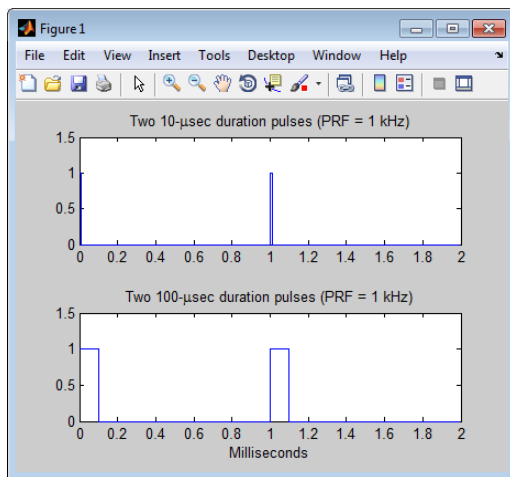 Figure 1
File Edit View Insert Tools Desktop Window Help
Two 10-μsec duration pulses (PRF = 1 kHz)
1.5
1
0.5
0
0 0.2 0.4 0.6 0.8 1 1.2 1.4 1.6 1.8 2
Two 100-μsec duration pulses (PRF = 1 kHz)
1.5
1
0.5
0
0 0.2 0.4 0.6 0.8 1 1.2 1.4 1.6 1.8 2
Milliseconds